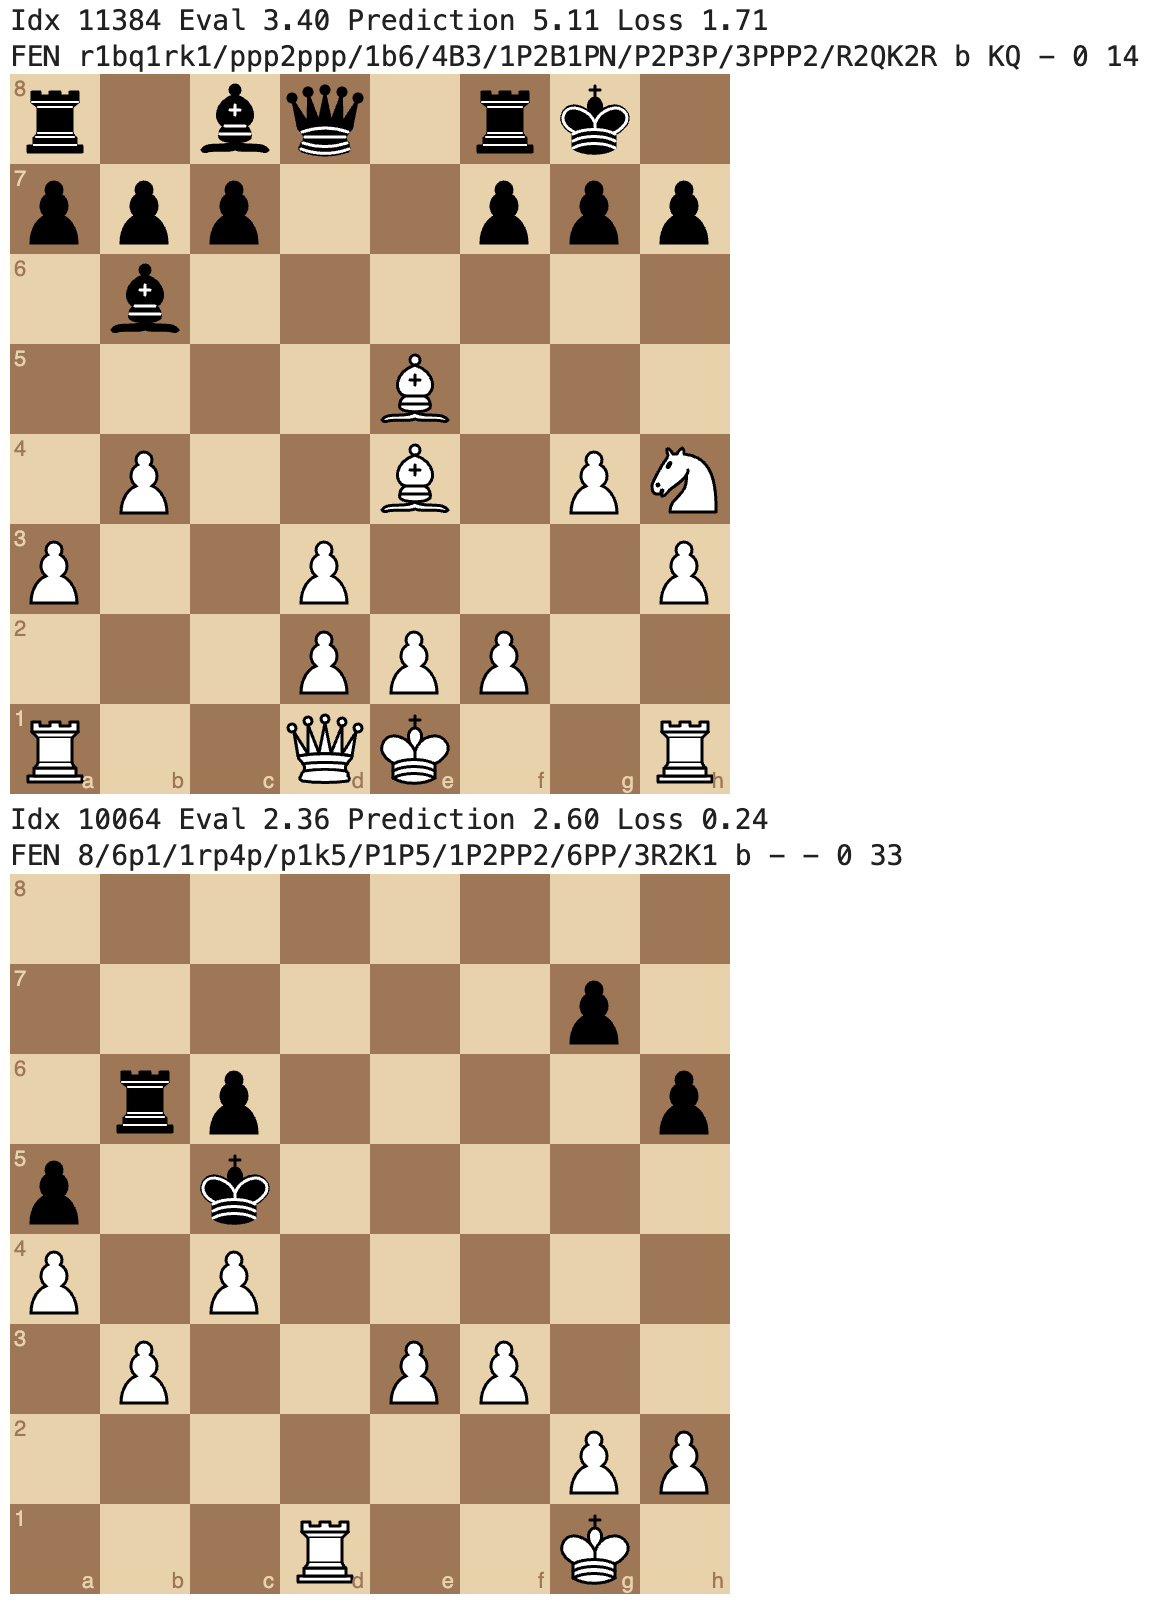 Idx 11384 Eval 3.40 Prediction 5.11 Loss 1.71
FEN r1bq1rk1/ppp2ppp/1b6/4B3/1P2B1PN/P2P3P/3PPP2/R2QK2R b KQ - 0 14
8
7
6
5
4
3
2
1
a b c d e f g h
Idx 10064 Eval 2.36 Prediction 2.60 Loss 0.24
FEN 8/6p1/1rp4p/p1k5/P1P5/1P2PP2/6PP/3R2K1 b - - 0 33
8
7
6
5
4
3
2
1
a b c d e f g h